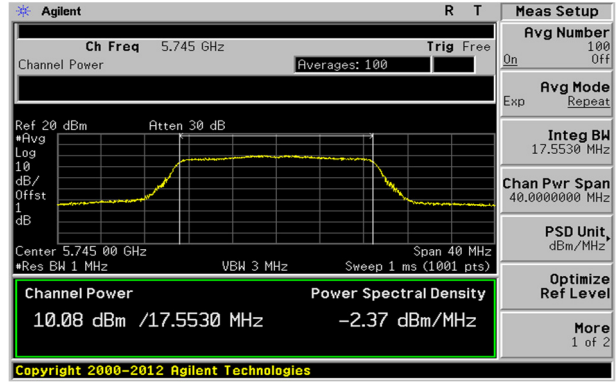 Agilent R T
Ch Freq 5.745 GHz Trig Free
Channel Power Averages: 100
Ref 20 dBm Atten 30 dB
#Avg
Log
10
dB/
Offst
1
dB
Center 5.745 00 GHz Span 40 MHz
#Res BW 1 MHz VBW 3 MHz Sweep 1 ms (1001 pts)
Channel Power Power Spectral Density
10.08 dBm /17.5530 MHz -2.37 dBm/MHz
Copyright 2000-2012 Agilent Technologies
Meas Setup
Avg Number
100
On Off
Avg Mode
Exp Repeat
Integ BW
17.5530 MHz
Chan Pwr Span
40.0000000 MHz
PSD Unit
dBm/MHz
Optimize
Ref Level
More
1 of 2